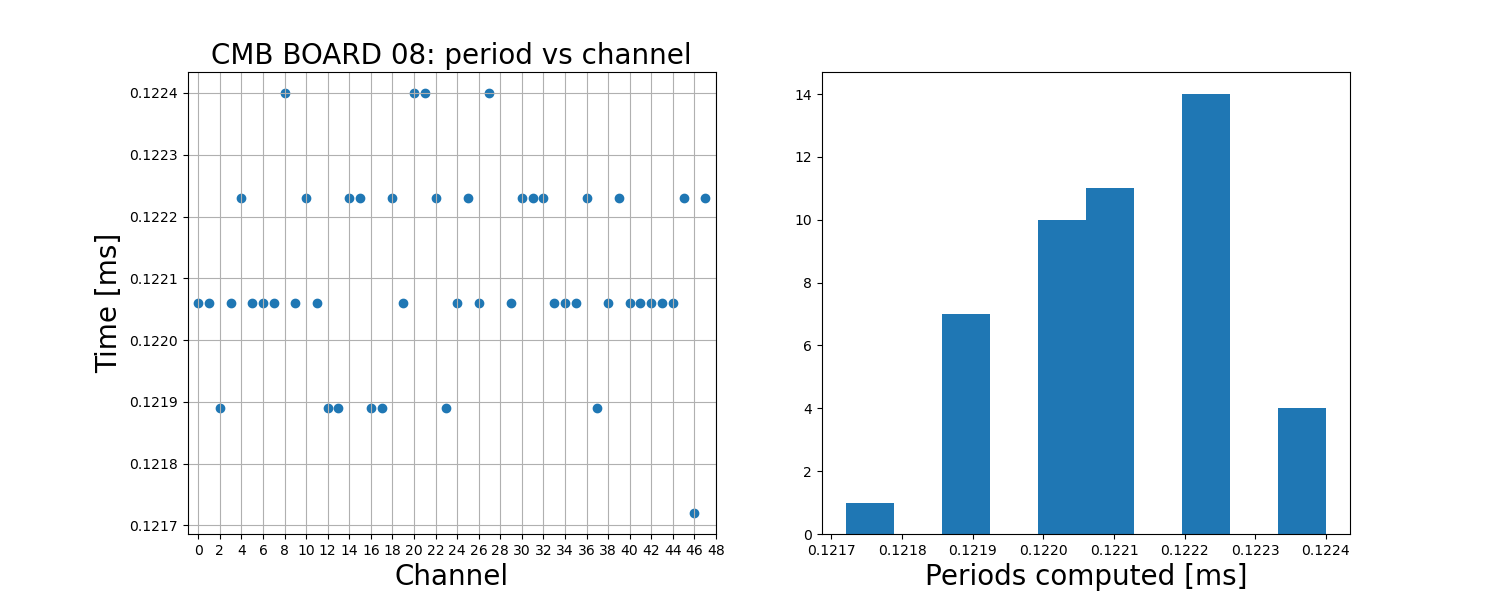 CMB BOARD 08: period vs channel
Time [ms]
0.1224
0.1223
0.1222
0.1221
0.1220
0.1219
0.1218
0.1217
0 2 4 6 8 10 12 14 16 18 20 22 24 26 28 30 32 34 36 38 40 42 44 46 48
Channel
14
12
10
8
6
4
2
0
0.1217 0.1218 0.1219 0.1220 0.1221 0.1222 0.1223 0.1224
Periods computed [ms]